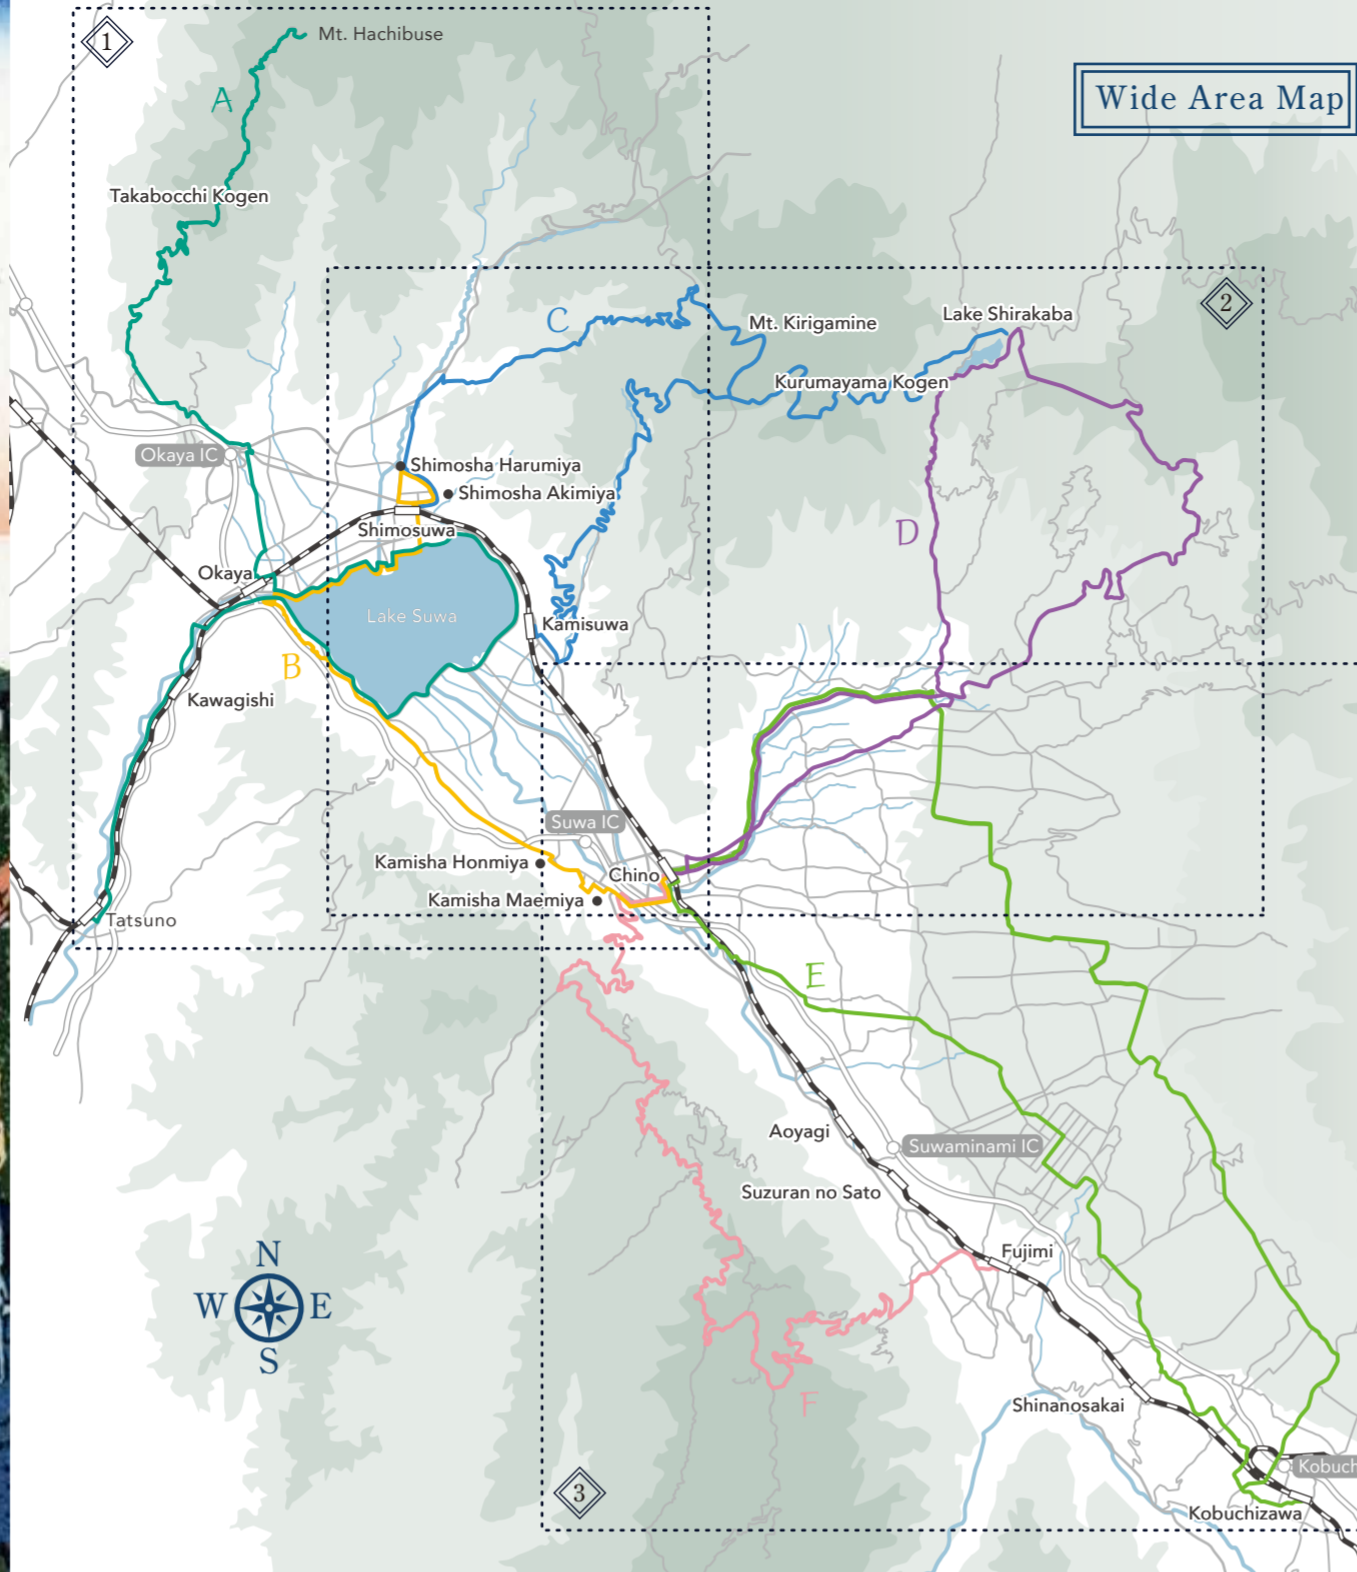 1
Mt. Hachibuse
Wide Area Map
A
Takabocchi Kogen
2
C
Mt. Kirigamine
Lake Shirakaba
Kurumayama Kogen
Okaya IC
Shimosha Harumiya
Shimosha Akimiya
Shimosuwa
D
Okaya
Lake Suwa
Kamisuwa
B
Kawagishi
Suwa IC
Kamisha Honmiya
Chino
Kamisha Maemiya
Tatsuno
E
Aoyagi
Suwaminami IC
Suzuran no Sato
N
Fujimi
W
E
S
F
Shinanosakai
3
Kobuch
Kobuchizawa